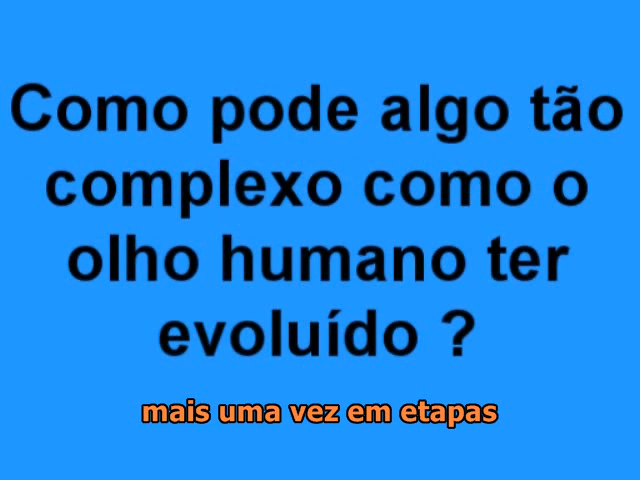 Como pode algo tão
complexo como o
olho humano ter
evoluído ?
mais uma vez em etapas